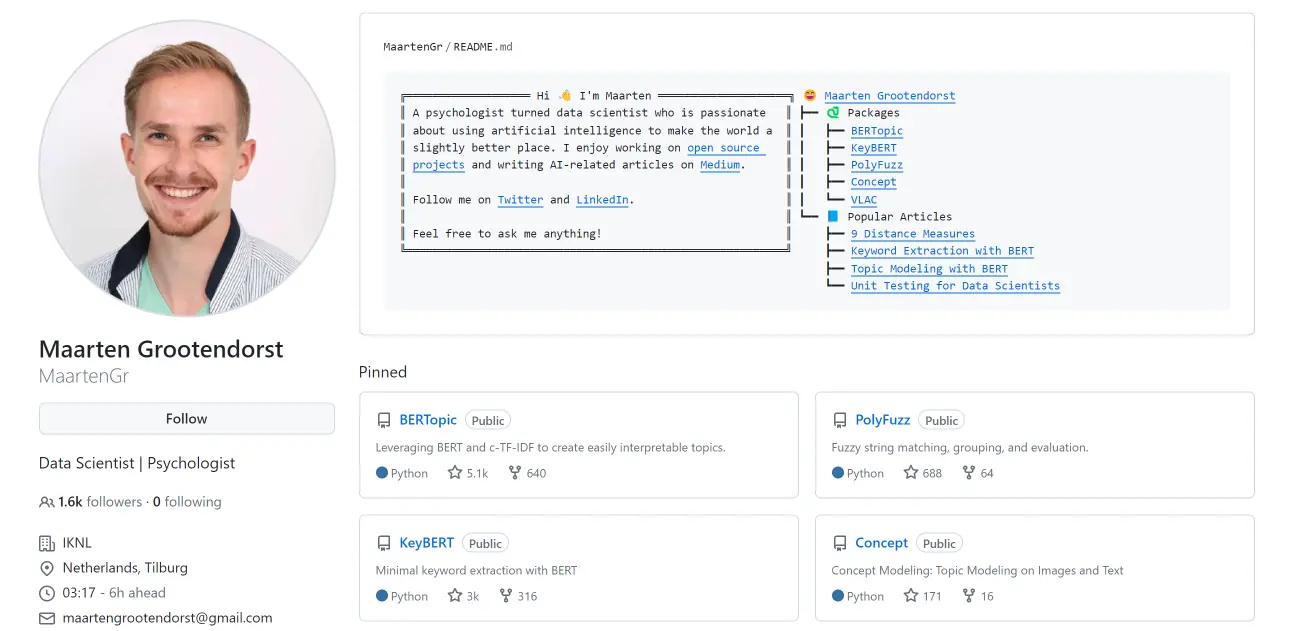 MaartenGr / README.md
Hi 👋 I'm Maarten
A psychologist turned data scientist who is passionate
about using artificial intelligence to make the world a
slightly better place. I enjoy working on open source
projects and writing AI-related articles on Medium.
Follow me on Twitter and LinkedIn.
Feel free to ask me anything!
😄 Maarten Grootendorst
Packages
BERTopic
KeyBERT
PolyFuzz
Concept
VLAC
📘 Popular Articles
9 Distance Measures
Keyword Extraction with BERT
Topic Modeling with BERT
Unit Testing for Data Scientists
Maarten Grootendorst
MaartenGr
Follow
Data Scientist | Psychologist
1.6k followers · 0 following
IKNL
Netherlands, Tilburg
03:17 - 6h ahead
maartengrootendorst@gmail.com
Pinned
BERTopic Public
Leveraging BERT and c-TF-IDF to create easily interpretable topics.
Python 5.1k 640
PolyFuzz Public
Fuzzy string matching, grouping, and evaluation.
Python 688 64
KeyBERT Public
Minimal keyword extraction with BERT
Python 3k 316
Concept Public
Concept Modeling: Topic Modeling on Images and Text
Python 171 16